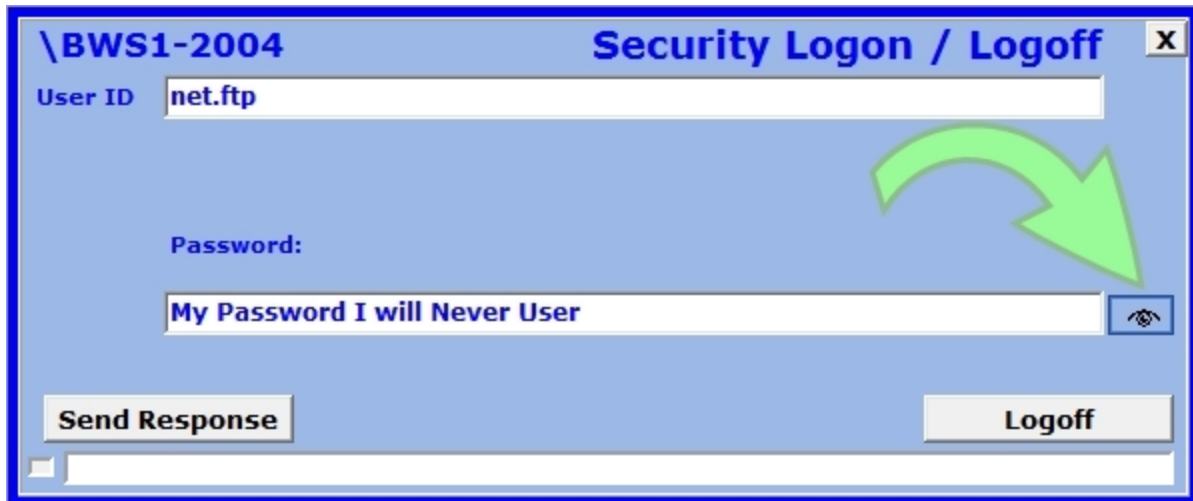 \BWS1-2004 Security Logon / Logoff X
User ID net.ftp
Password:
My Password I will Never User
Send Response Logoff